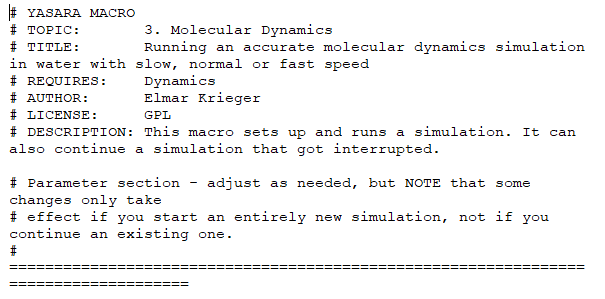 # YASARA MACRO
# TOPIC:       3. Molecular Dynamics
# TITLE:       Running an accurate molecular dynamics simulation
in water with slow, normal or fast speed
# REQUIRES:    Dynamics
# AUTHOR:      Elmar Krieger
# LICENSE:     GPL
# DESCRIPTION: This macro sets up and runs a simulation. It can
also continue a simulation that got interrupted.

# Parameter section - adjust as needed, but NOTE that some
changes only take
# effect if you start an entirely new simulation, not if you
continue an existing one.
#
================================================================
====================